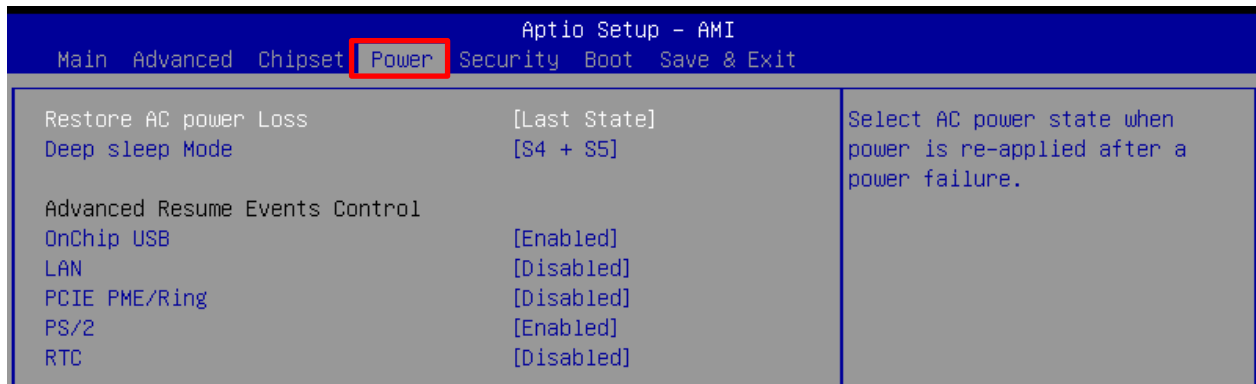 Aptio Setup – AMI
Main Advanced Chipset Power Security Boot Save & Exit
Restore AC power Loss [Last State]
Deep sleep Mode [S4 + S5]
Advanced Resume Events Control
OnChip USB [Enabled]
LAN [Disabled]
PCIE PME/Ring [Disabled]
PS/2 [Enabled]
RTC [Disabled]
Select AC power state when
power is re-applied after a
power failure.